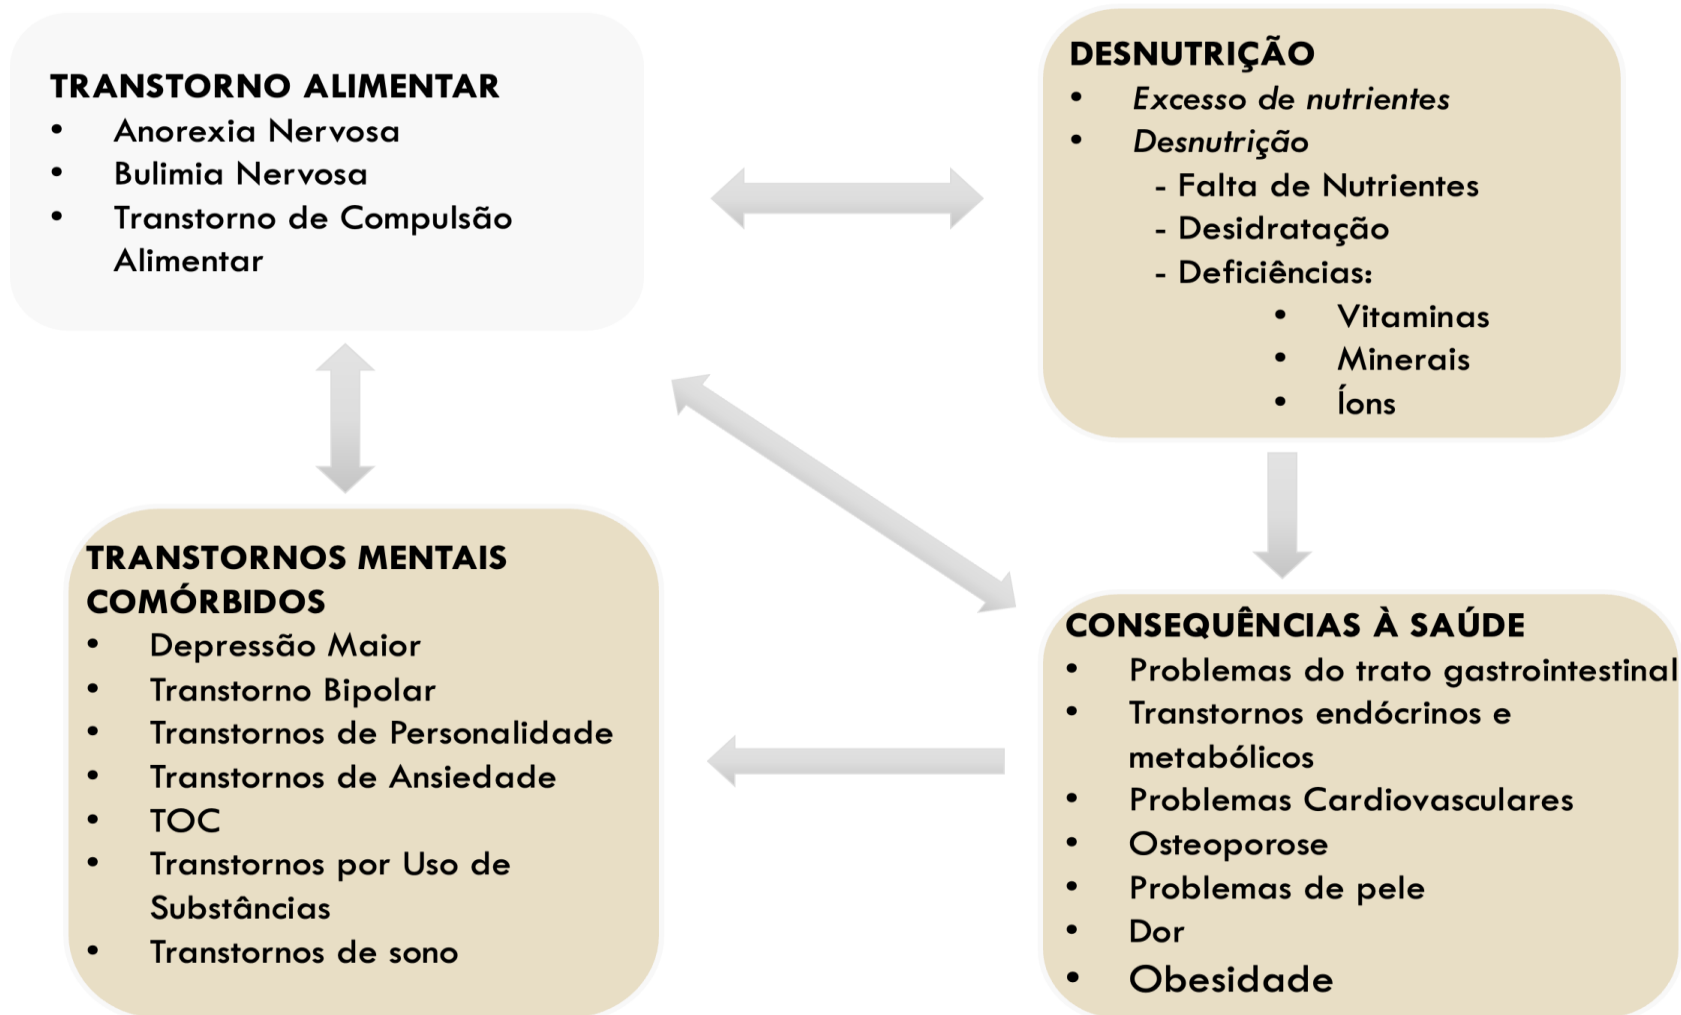 TRANSTORNO ALIMENTAR
• Anorexia Nervosa
• Bulimia Nervosa
• Transtorno de Compulsão
Alimentar
DESNUTRIÇÃO
• Excesso de nutrientes
• Desnutrição
- Falta de Nutrientes
- Desidratação
- Deficiências:
• Vitaminas
• Minerais
• Íons
TRANSTORNOS MENTAIS
COMÓRBIDOS
• Depressão Maior
• Transtorno Bipolar
• Transtornos de Personalidade
• Transtornos de Ansiedade
• TOC
• Transtornos por Uso de
Substâncias
• Transtornos de sono
CONSEQUÊNCIAS À SAÚDE
• Problemas do trato gastrointestinal
• Transtornos endócrinos e
metabólicos
• Problemas Cardiovasculares
• Osteoporose
• Problemas de pele
• Dor
• Obesidade